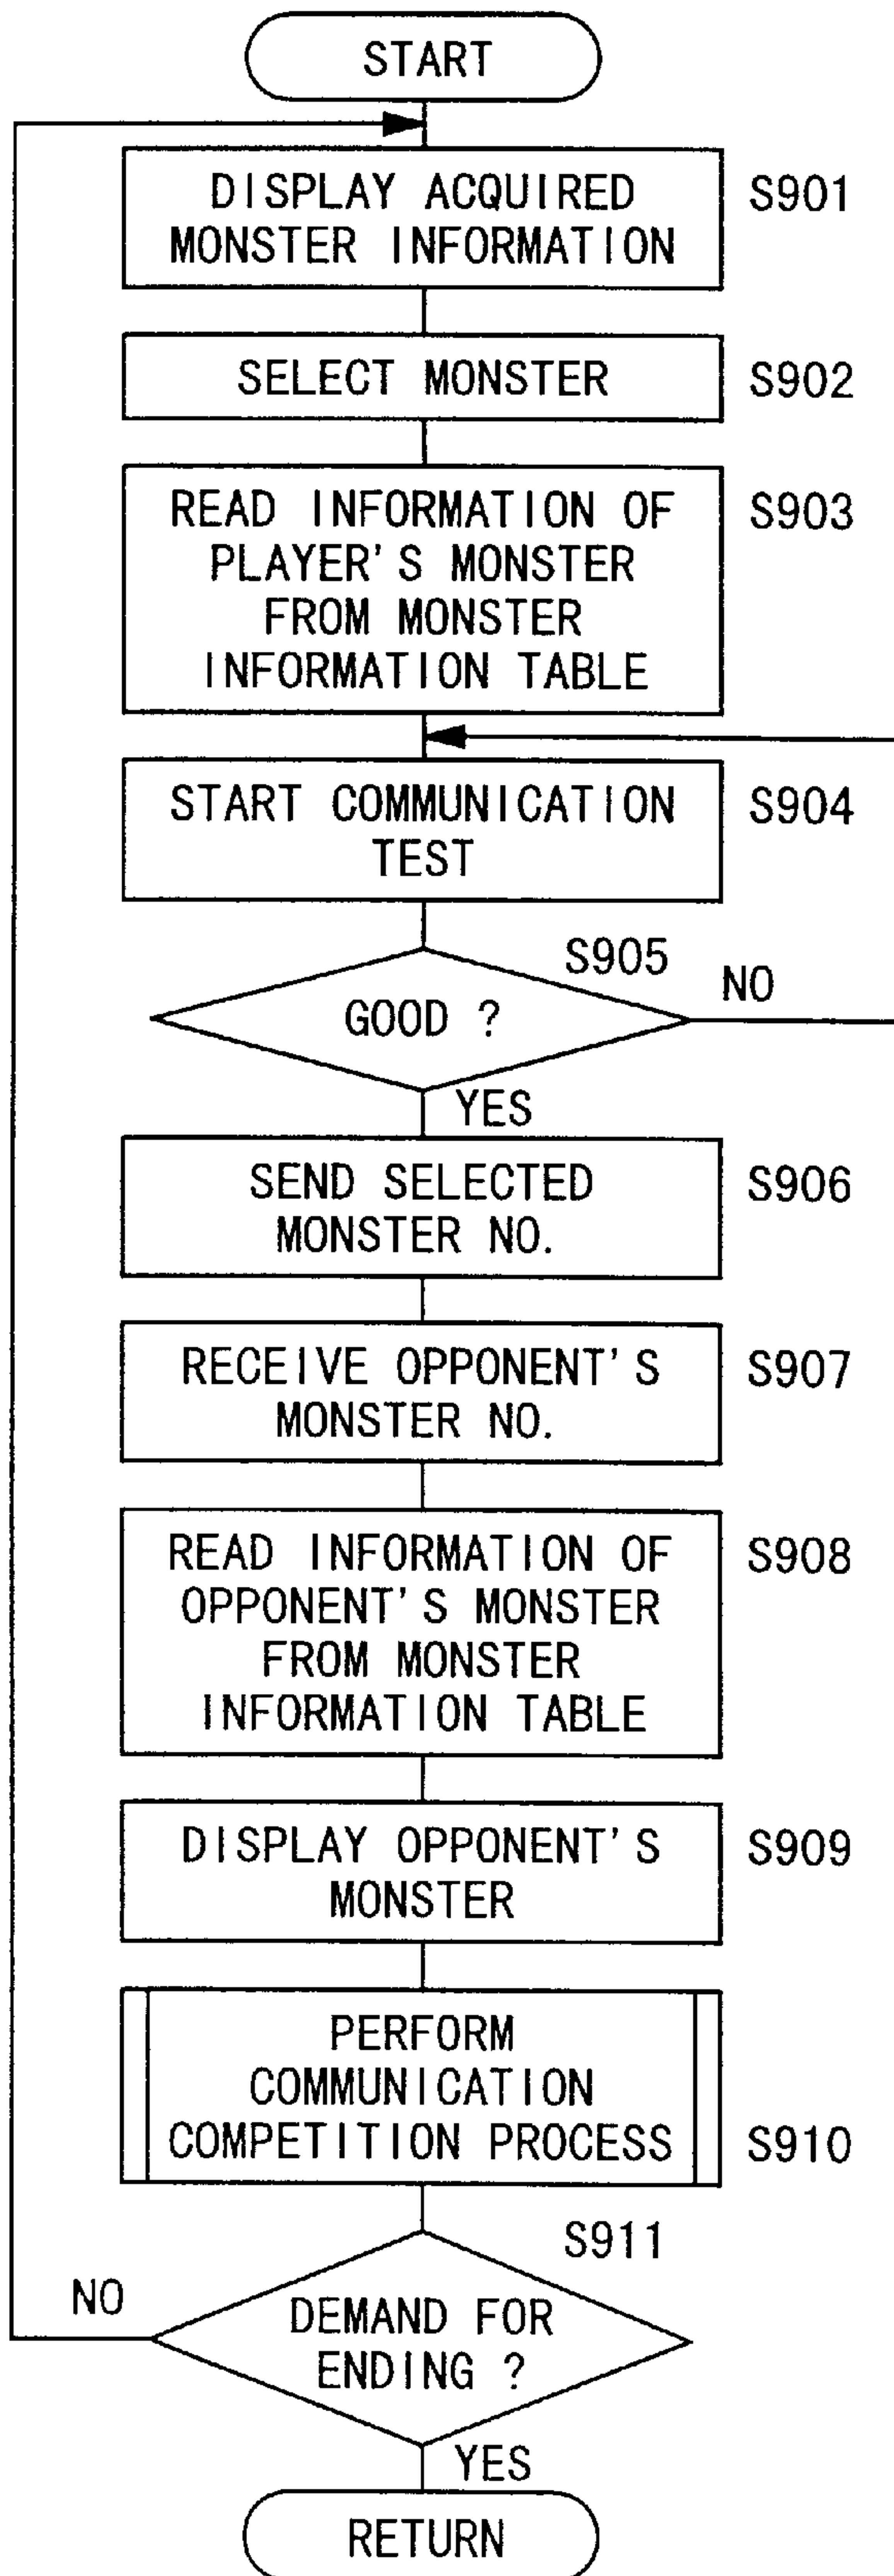 START
DISPLAY ACQUIRED
MONSTER INFORMATION
S901
SELECT MONSTER
S902
READ INFORMATION OF
PLAYER'S MONSTER
FROM MONSTER
INFORMATION TABLE
S903
START COMMUNICATION
TEST
S904
S905
GOOD ?
NO
YES
SEND SELECTED
MONSTER NO.
S906
RECEIVE OPPONENT'S
MONSTER NO.
S907
READ INFORMATION OF
OPPONENT'S MONSTER
FROM MONSTER
INFORMATION TABLE
S908
DISPLAY OPPONENT'S
MONSTER
S909
PERFORM
COMMUNICATION
COMPETITION PROCESS
S910
S911
NO
DEMAND FOR
ENDING ?
YES
RETURN